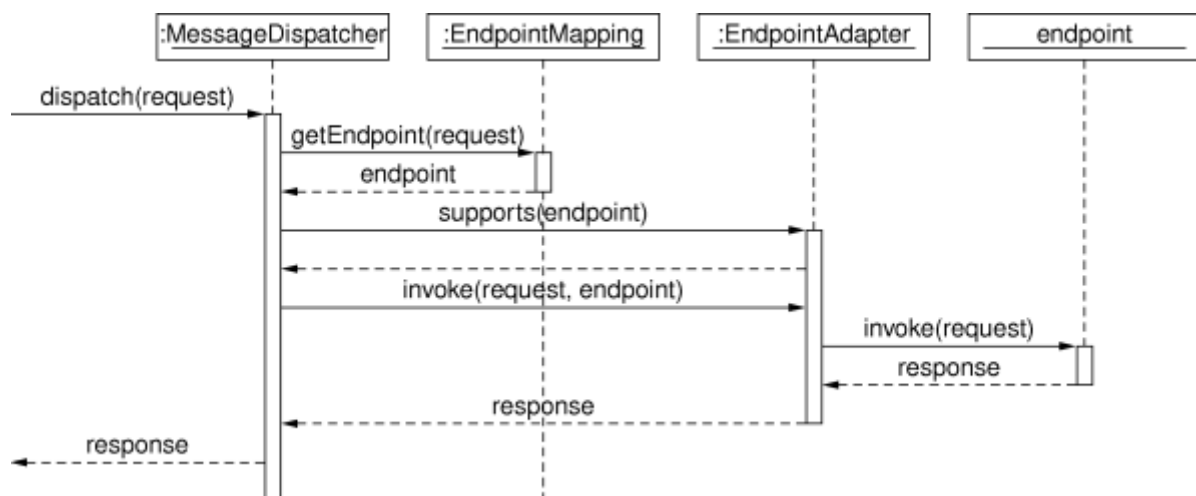 :MessageDispatcher
:EndpointMapping
:EndpointAdapter
endpoint
dispatch(request)
getEndpoint(request)
endpoint
supports(endpoint)
invoke(request, endpoint)
invoke(request)
response
response
response